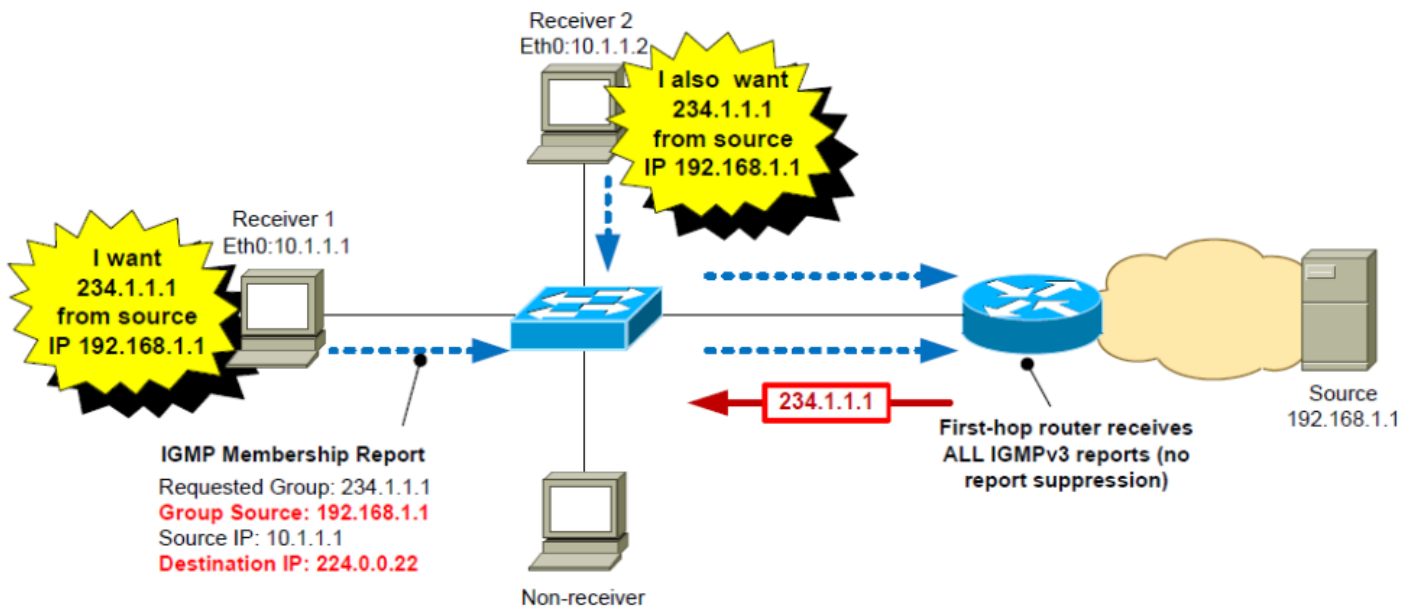 Receiver 2
Eth0:10.1.1.2
I also want
234.1.1.1
from source
IP 192.168.1.1
Receiver 1
Eth0:10.1.1.1
I want
234.1.1.1
from source
IP 192.168.1.1
234.1.1.1
Source
192.168.1.1
First-hop router receives
ALL IGMPv3 reports (no
report suppression)
IGMP Membership Report
Requested Group: 234.1.1.1
Group Source: 192.168.1.1
Source IP: 10.1.1.1
Destination IP: 224.0.0.22
Non-receiver